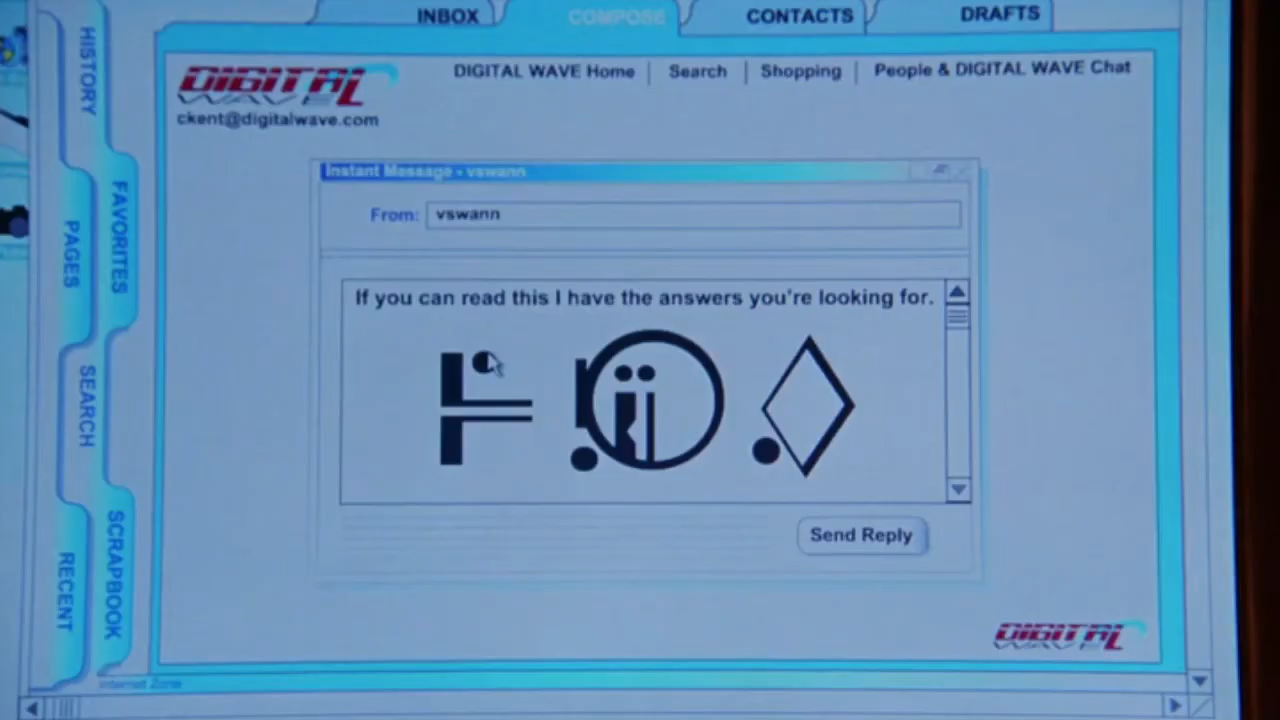 INBOX COMPOSE CONTACTS DRAFTS
DIGITAL WAVE
DIGITAL WAVE Home Search Shopping People & DIGITAL WAVE Chat
ckent@digitalwave.com
HISTORY
FAVORITES
PAGES
SEARCH
SCRAPBOOK
RECENT
Instant Message - vswann
From: vswann
If you can read this I have the answers you're looking for.
Send Reply
DIGITAL WAVE
Internet Zone